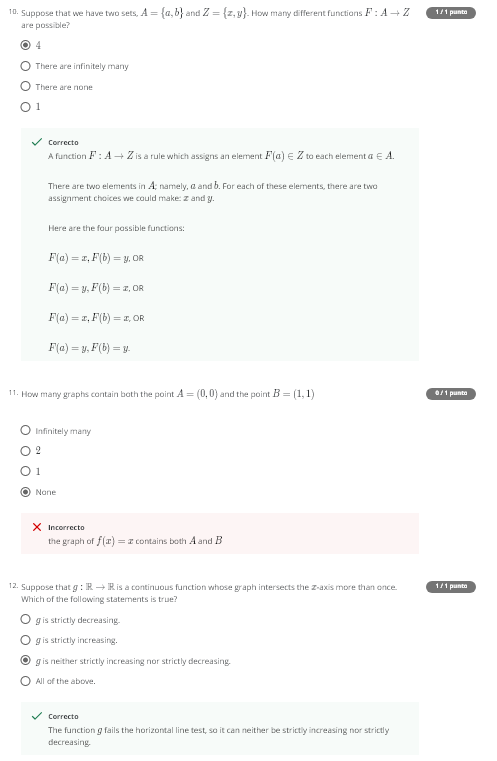 10. Suppose that we have two sets, A = {a, b} and Z = {x, y}. How many different functions F : A → Z
are possible?
1 / 1 punto
4
There are infinitely many
There are none
1
Correcto
A function F : A → Z is a rule which assigns an element F(a) ∈ Z to each element a ∈ A.
There are two elements in A; namely, a and b. For each of these elements, there are two
assignment choices we could make: x and y.
Here are the four possible functions:
F(a) = x, F(b) = y, OR
F(a) = y, F(b) = x, OR
F(a) = x, F(b) = x, OR
F(a) = y, F(b) = y.
11. How many graphs contain both the point A = (0, 0) and the point B = (1, 1)
0 / 1 punto
Infinitely many
2
1
None
Incorrecto
the graph of f(x) = x contains both A and B
12. Suppose that g : ℝ → ℝ is a continuous function whose graph intersects the x-axis more than once.
Which of the following statements is true?
1 / 1 punto
g is strictly decreasing.
g is strictly increasing.
g is neither strictly increasing nor strictly decreasing.
All of the above.
Correcto
The function g fails the horizontal line test, so it can neither be strictly increasing nor strictly
decreasing.